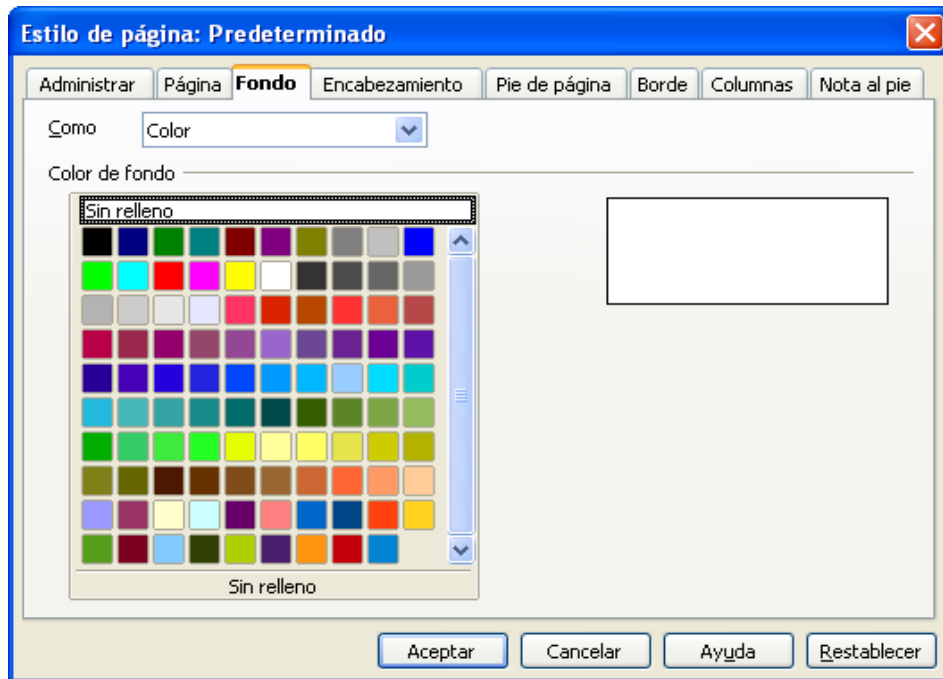 Estilo de página: Predeterminado
Administrar Página Fondo Encabezamiento Pie de página Borde Columnas Nota al pie
Como Color
Color de fondo
Sin relleno
Sin relleno
Aceptar Cancelar Ayuda Restablecer